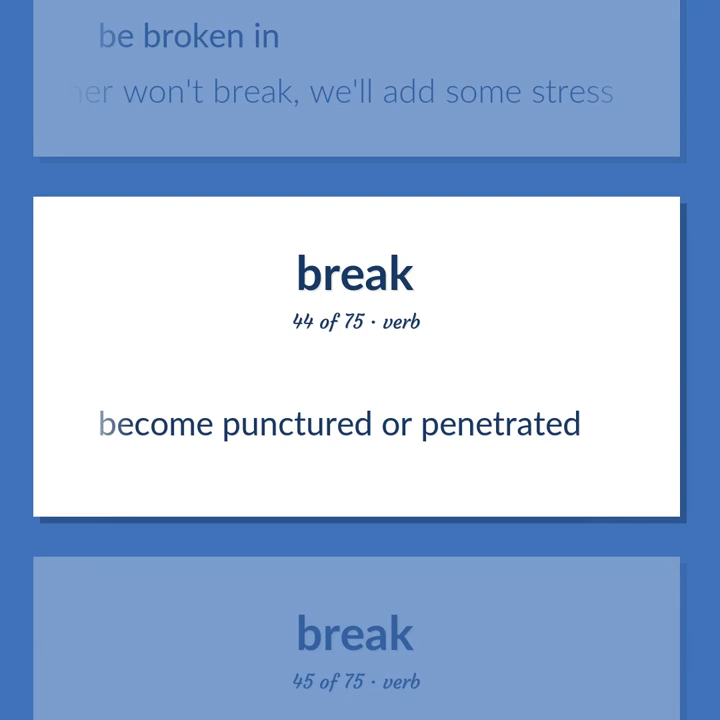 be broken in
won't break, we'll add some stress
break
44 of 75 · verb
become punctured or penetrated
break
45 of 75 · verb